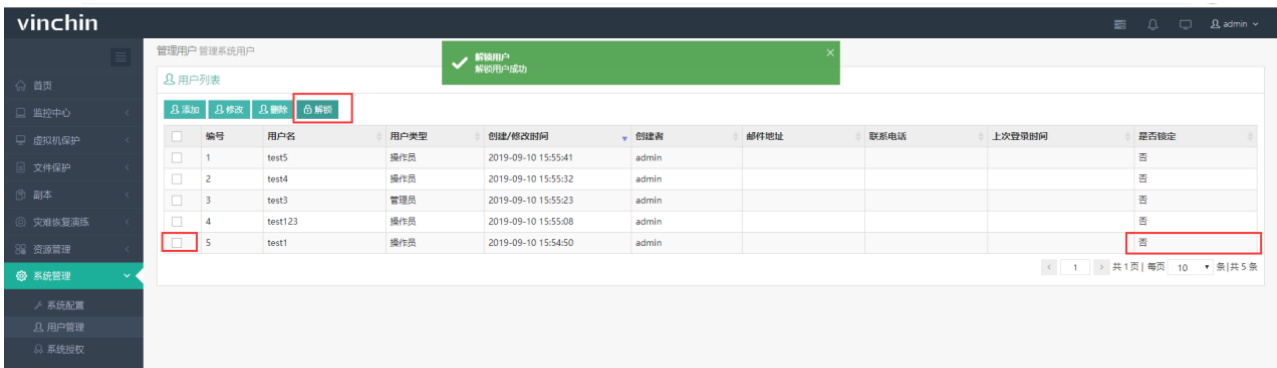 vinchin
admin
管理用户 管理系统用户
解锁用户
解锁用户成功
用户列表
添加 修改 删除 解锁
编号 用户名 用户类型 创建/修改时间 创建者 邮件地址 联系电话 上次登录时间 是否锁定
1 test5 操作员 2019-09-10 15:55:41 admin 否
2 test4 操作员 2019-09-10 15:55:32 admin 否
3 test3 管理员 2019-09-10 15:55:23 admin 否
4 test123 操作员 2019-09-10 15:55:08 admin 否
5 test1 操作员 2019-09-10 15:54:50 admin 否
1 共1页| 每页 10 条|共5条
首页
监控中心
虚拟机保护
文件保护
副本
灾难恢复演练
资源管理
系统管理
系统配置
用户管理
系统授权